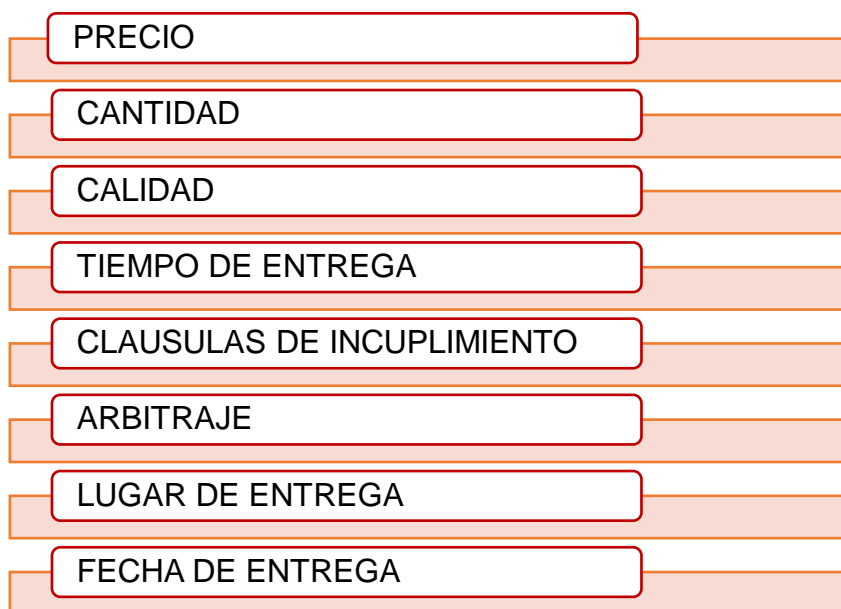 PRECIO
CANTIDAD
CALIDAD
TIEMPO DE ENTREGA
CLAUSULAS DE INCUPLIMIENTO
ARBITRAJE
LUGAR DE ENTREGA
FECHA DE ENTREGA